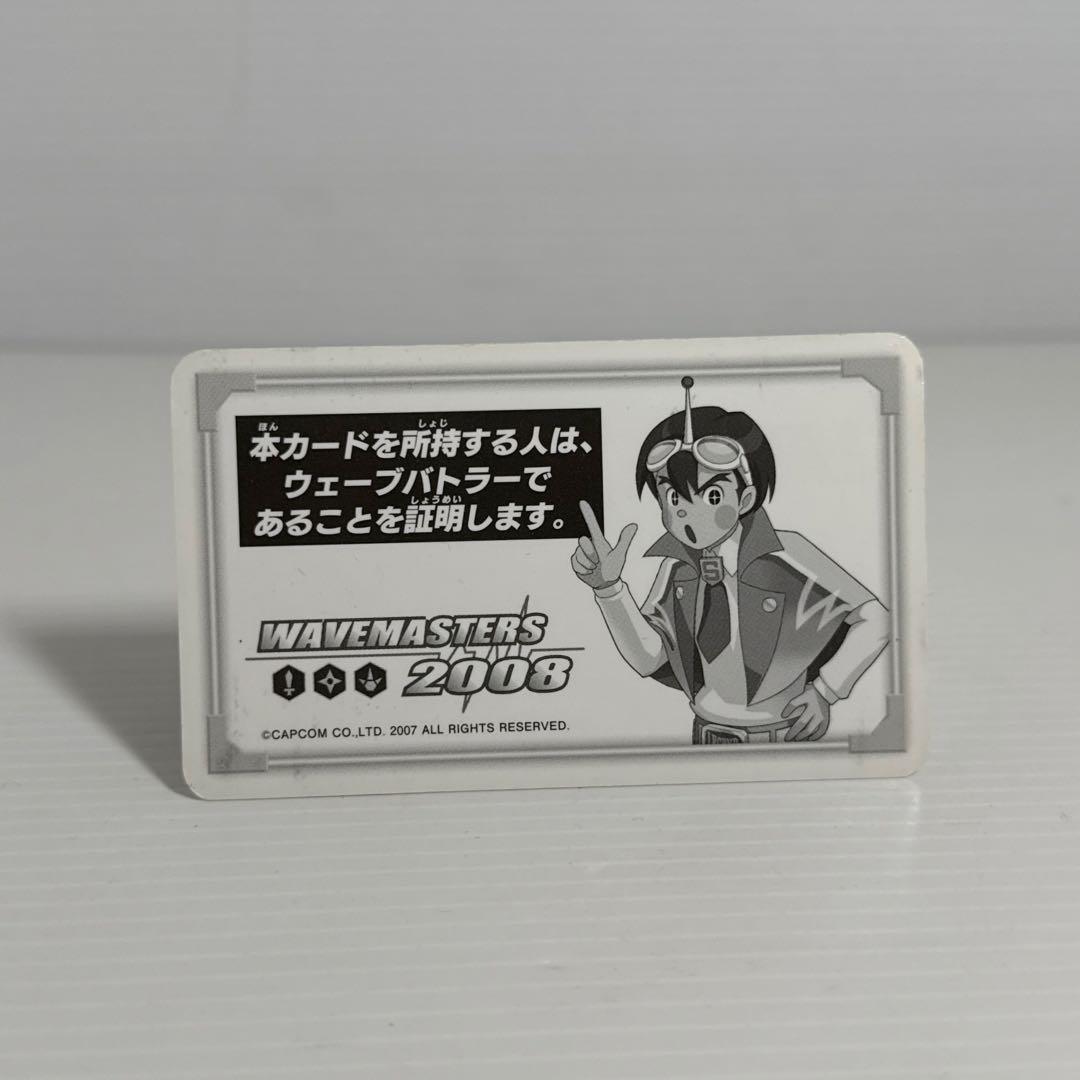 本カードを所持する人は、
ウェーブバトラーで
あることを証明します。
WAVEMASTERS
2008
©CAPCOM CO.,LTD. 2007 ALL RIGHTS RESERVED.
S
W